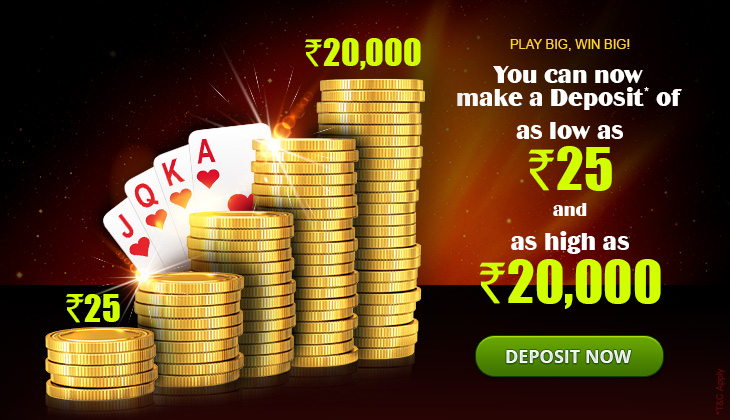 ₹20,000
PLAY BIG, WIN BIG!
You can now
make a Deposit* of
as low as
₹25
and
as high as
₹20,000
DEPOSIT NOW
J
Q
K
A
₹25
*T&C Apply